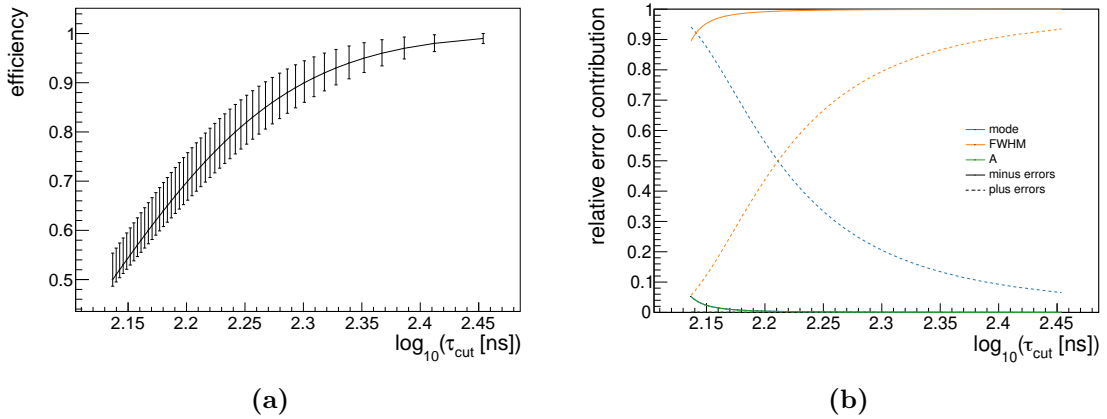 efficiency
1
0.9
0.8
0.7
0.6
0.5
2.15 2.2 2.25 2.3 2.35 2.4 2.45
log10(τcut [ns])
(a)
relative error contribution
1
0.9
0.8
0.7
0.6
0.5
0.4
0.3
0.2
0.1
0
mode
FWHM
A
minus errors
plus errors
2.15 2.2 2.25 2.3 2.35 2.4 2.45
log10(τcut [ns])
(b)